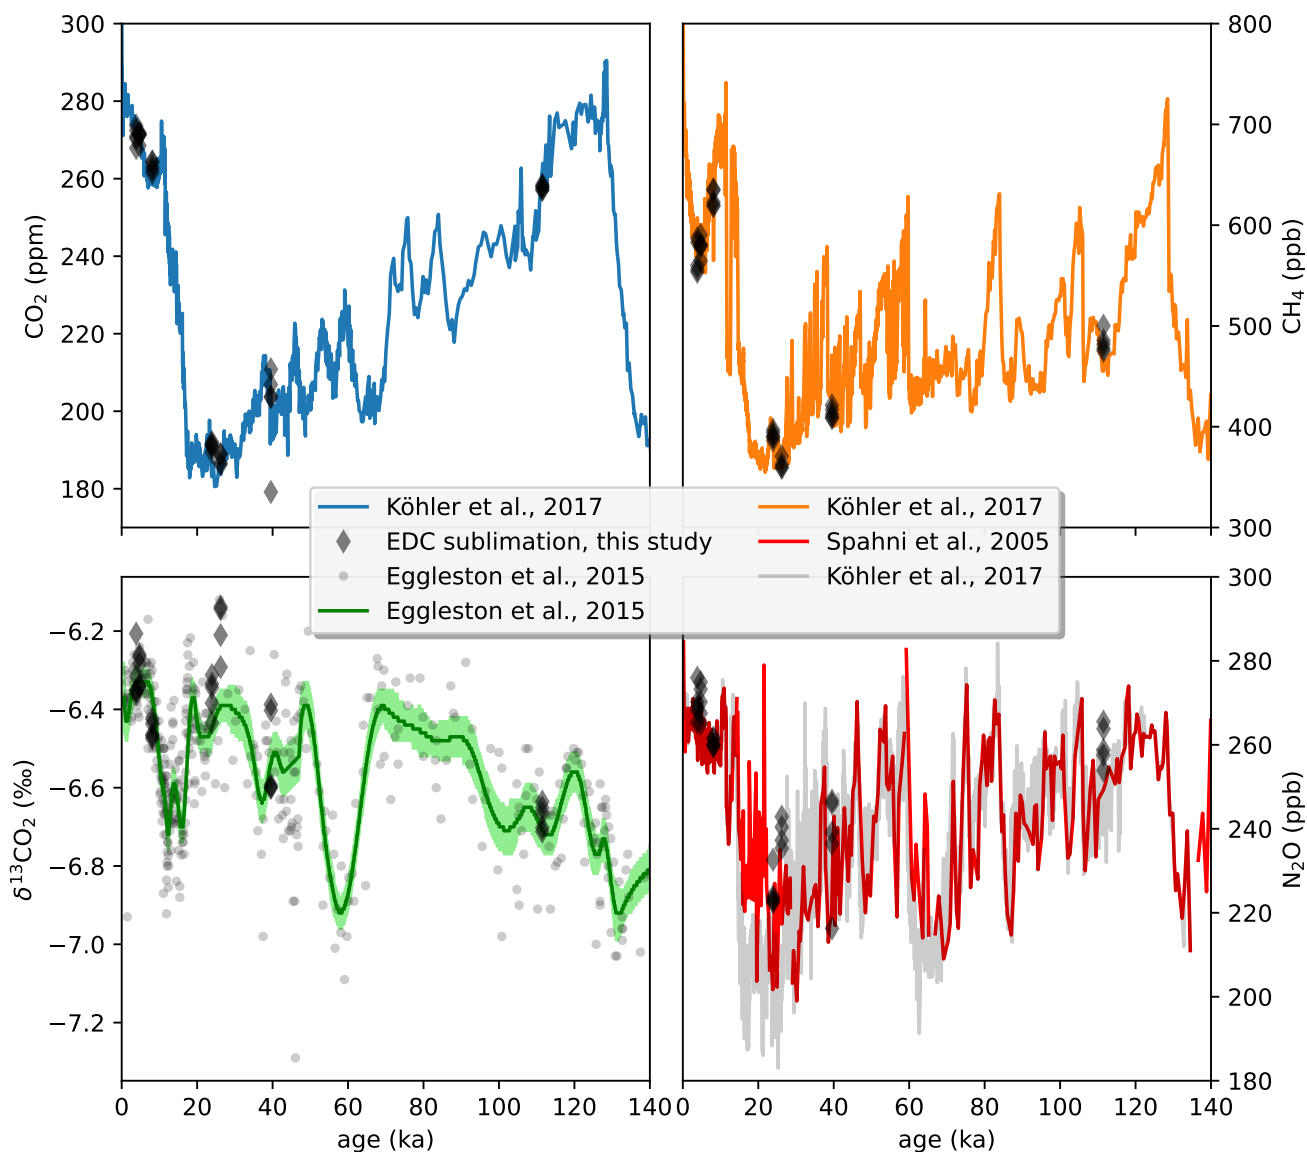 300
280
260
240
220
200
180
CO2 (ppm)
800
700
600
500
400
300
CH4 (ppb)
Köhler et al., 2017
EDC sublimation, this study
Eggleston et al., 2015
Eggleston et al., 2015
Köhler et al., 2017
Spahni et al., 2005
Köhler et al., 2017
−6.2
−6.4
−6.6
−6.8
−7.0
−7.2
δ13CO2 (‰)
0 20 40 60 80 100 120 140
age (ka)
300
280
260
240
220
200
180
N2O (ppb)
0 20 40 60 80 100 120 140
age (ka)